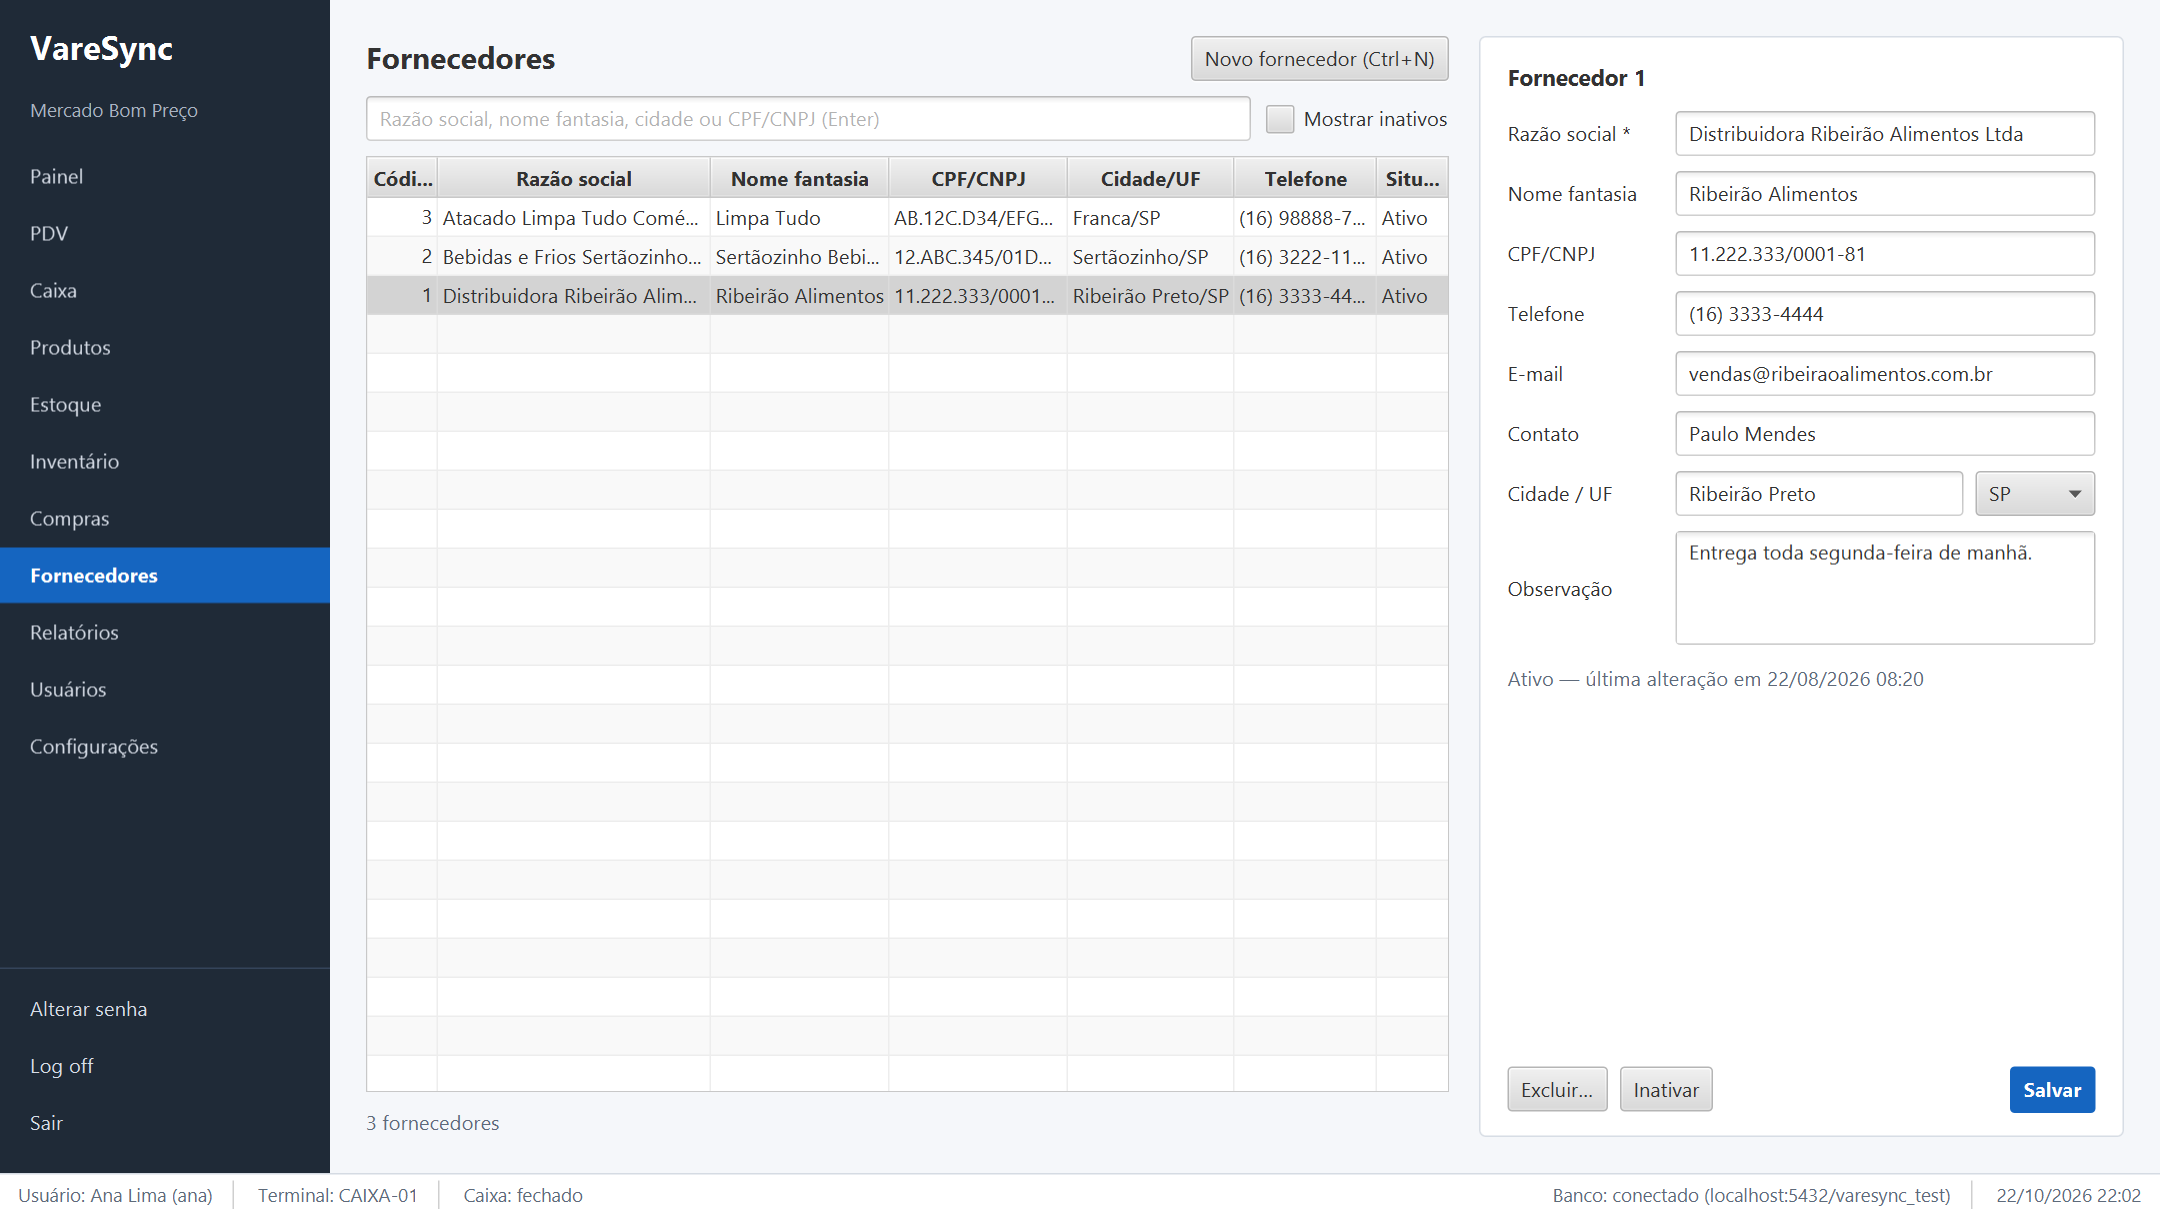 VareSync
Mercado Bom Preço
Painel
PDV
Caixa
Produtos
Estoque
Inventário
Compras
Fornecedores
Relatórios
Usuários
Configurações
Alterar senha
Log off
Sair
Fornecedores
Novo fornecedor (Ctrl+N)
Razão social, nome fantasia, cidade ou CPF/CNPJ (Enter)
Mostrar inativos
Códi... Razão social Nome fantasia CPF/CNPJ Cidade/UF Telefone Situ...
3 Atacado Limpa Tudo Comé... Limpa Tudo AB.12C.D34/EFG... Franca/SP (16) 98888-7... Ativo
2 Bebidas e Frios Sertãozinho... Sertãozinho Bebi... 12.ABC.345/01D... Sertãozinho/SP (16) 3222-11... Ativo
1 Distribuidora Ribeirão Alim... Ribeirão Alimentos 11.222.333/0001... Ribeirão Preto/SP (16) 3333-44... Ativo
3 fornecedores
Fornecedor 1
Razão social * Distribuidora Ribeirão Alimentos Ltda
Nome fantasia Ribeirão Alimentos
CPF/CNPJ 11.222.333/0001-81
Telefone (16) 3333-4444
E-mail vendas@ribeiraoalimentos.com.br
Contato Paulo Mendes
Cidade / UF Ribeirão Preto SP
Observação Entrega toda segunda-feira de manhã.
Ativo — última alteração em 22/08/2026 08:20
Excluir... Inativar Salvar
Usuário: Ana Lima (ana) Terminal: CAIXA-01 Caixa: fechado Banco: conectado (localhost:5432/varesync_test) 22/10/2026 22:02